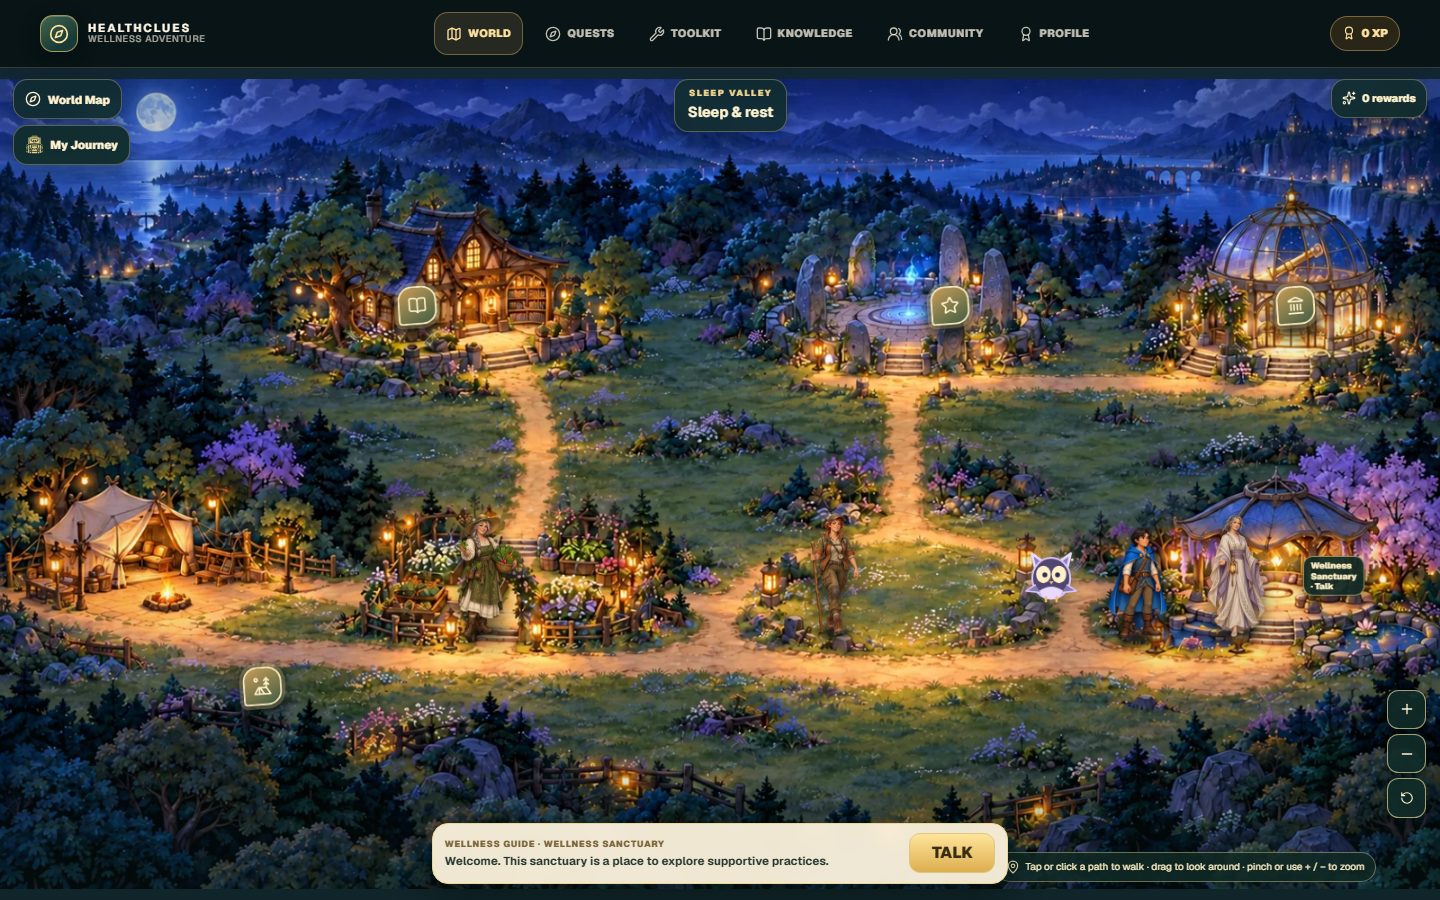 HEALTHCLUES
WELLNESS ADVENTURE
WORLD
QUESTS
TOOLKIT
KNOWLEDGE
COMMUNITY
PROFILE
0 XP
World Map
My Journey
SLEEP VALLEY
Sleep & rest
0 rewards
Wellness
Sanctuary
· Talk
+
−
WELLNESS GUIDE · WELLNESS SANCTUARY
Welcome. This sanctuary is a place to explore supportive practices.
TALK
Tap or click a path to walk · drag to look around · pinch or use + / − to zoom